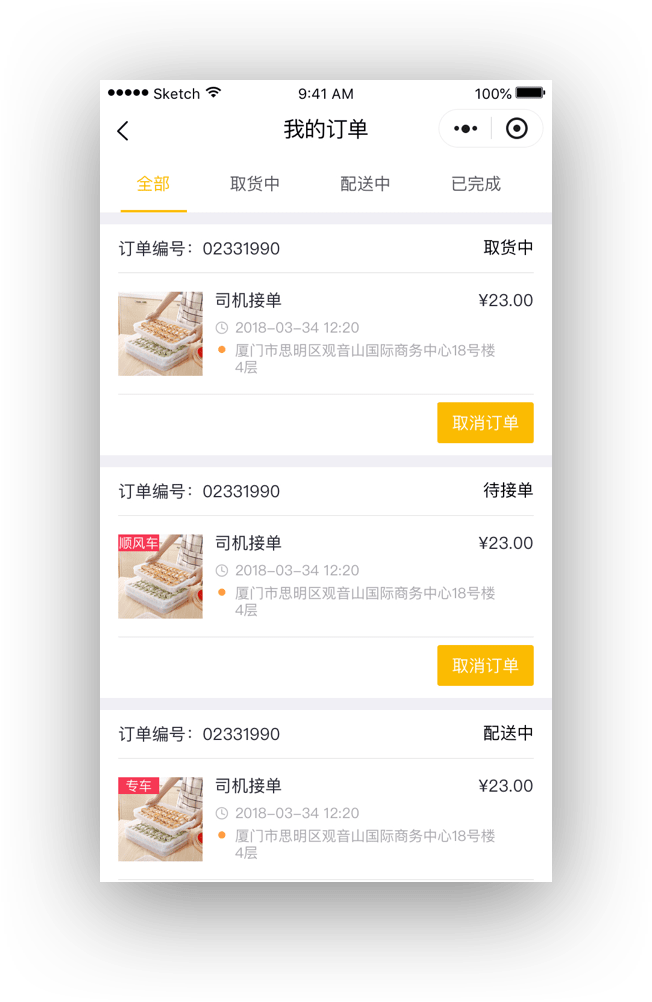 Sketch 9:41 AM 100%
我的订单
全部 取货中 配送中 已完成
订单编号：02331990 取货中
司机接单 ¥23.00
2018-03-34 12:20
厦门市思明区观音山国际商务中心18号楼
4层
取消订单
订单编号：02331990 待接单
顺风车
司机接单 ¥23.00
2018-03-34 12:20
厦门市思明区观音山国际商务中心18号楼
4层
取消订单
订单编号：02331990 配送中
专车
司机接单 ¥23.00
2018-03-34 12:20
厦门市思明区观音山国际商务中心18号楼
4层